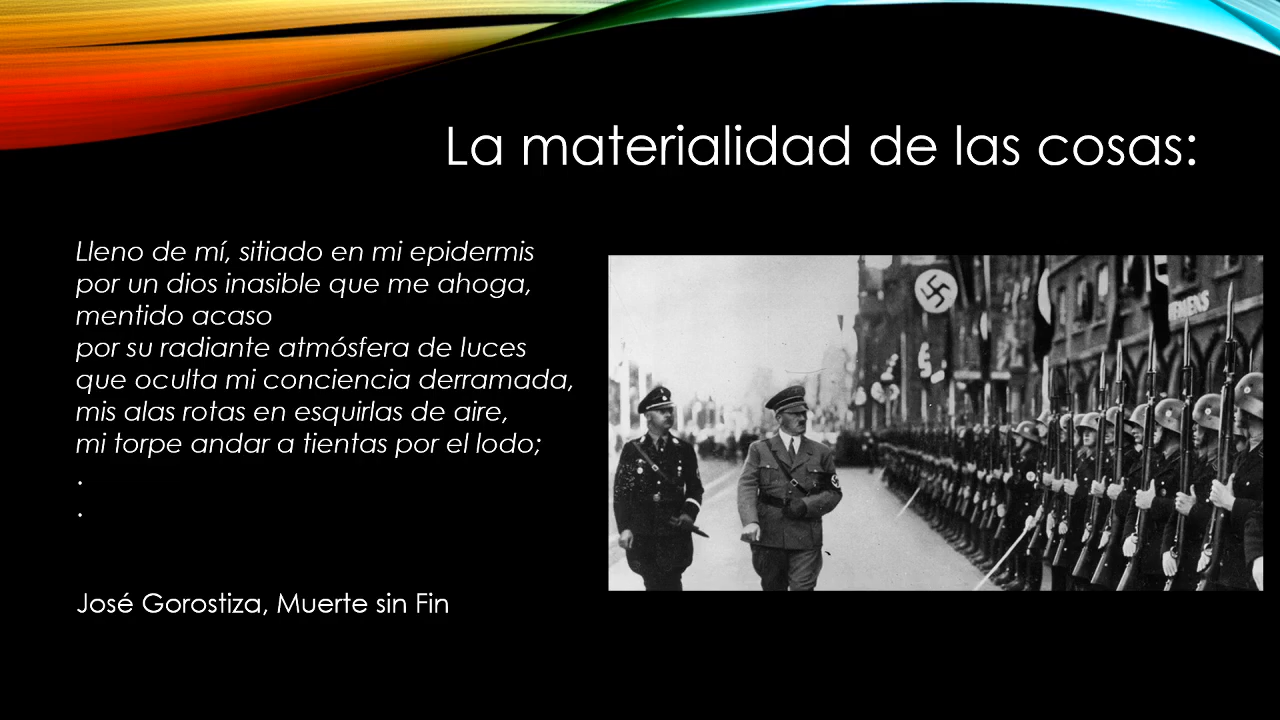 La materialidad de las cosas:
Lleno de mí, sitiado en mi epidermis
por un dios inasible que me ahoga,
mentido acaso
por su radiante atmósfera de luces
que oculta mi conciencia derramada,
mis alas rotas en esquirlas de aire,
mi torpe andar a tientas por el lodo;
.
.
José Gorostiza, Muerte sin Fin